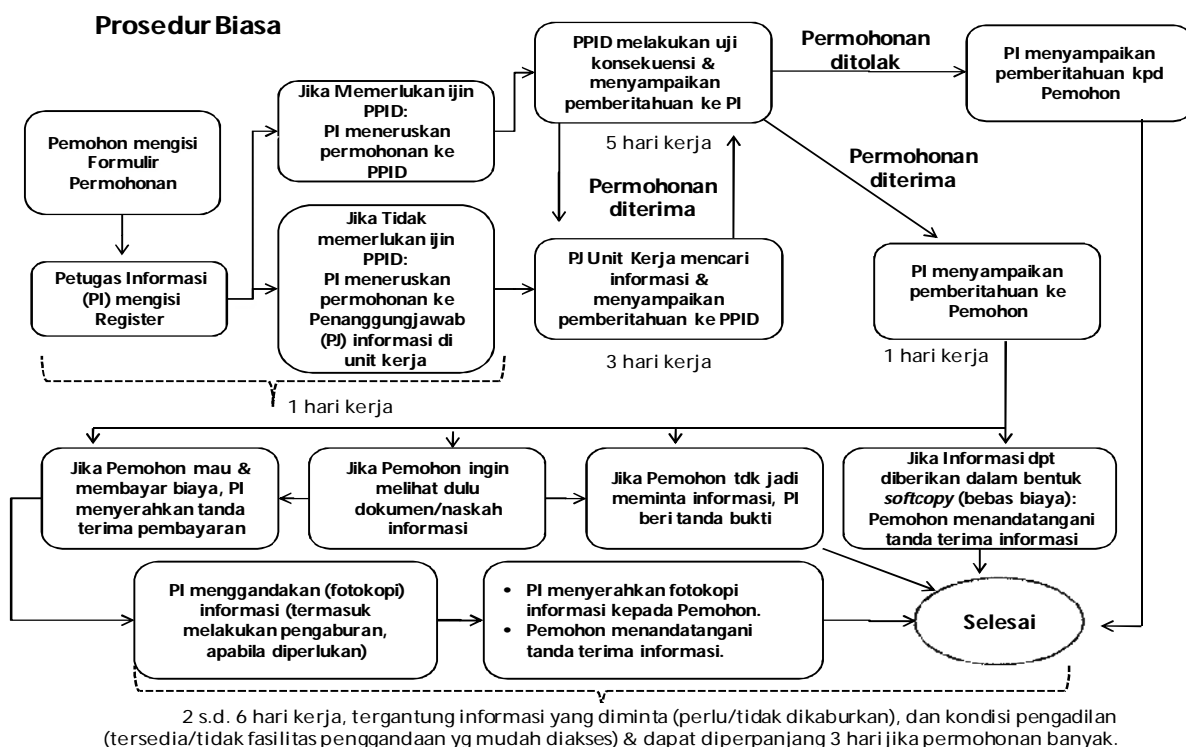 Prosedur Biasa
Pemohon mengisi
Formulir
Permohonan
Petugas Informasi
(PI) mengisi
Register
Jika Memerlukan ijin
PPID:
PI meneruskan
permohonan ke
PPID
Jika Tidak
memerlukan ijin
PPID:
PI meneruskan
permohonan ke
Penanggungjawab
(PJ) informasi di
unit kerja
1 hari kerja
PPID melakukan uji
konsekuensi &
menyampaikan
pemberitahuan ke PI
5 hari kerja
Permohonan
diterima
PJ Unit Kerja mencari
informasi &
menyampaikan
pemberitahuan ke PPID
3 hari kerja
Permohonan
ditolak
PI menyampaikan
pemberitahuan kpd
Pemohon
Permohonan
diterima
PI menyampaikan
pemberitahuan ke
Pemohon
1 hari kerja
Jika Pemohon mau &
membayar biaya, PI
menyerahkan tanda
terima pembayaran
Jika Pemohon ingin
melihat dulu
dokumen/naskah
informasi
Jika Pemohon tdk jadi
meminta informasi, PI
beri tanda bukti
Jika Informasi dpt
diberikan dalam bentuk
softcopy (bebas biaya):
Pemohon menandatangani
tanda terima informasi
PI menggandakan (fotokopi)
informasi (termasuk
melakukan pengaburan,
apabila diperlukan)
• PI menyerahkan fotokopi
informasi kepada Pemohon.
• Pemohon menandatangani
tanda terima informasi.
Selesai
2 s.d. 6 hari kerja, tergantung informasi yang diminta (perlu/tidak dikaburkan), dan kondisi pengadilan
(tersedia/tidak fasilitas penggandaan yg mudah diakses) & dapat diperpanjang 3 hari jika permohonan banyak.